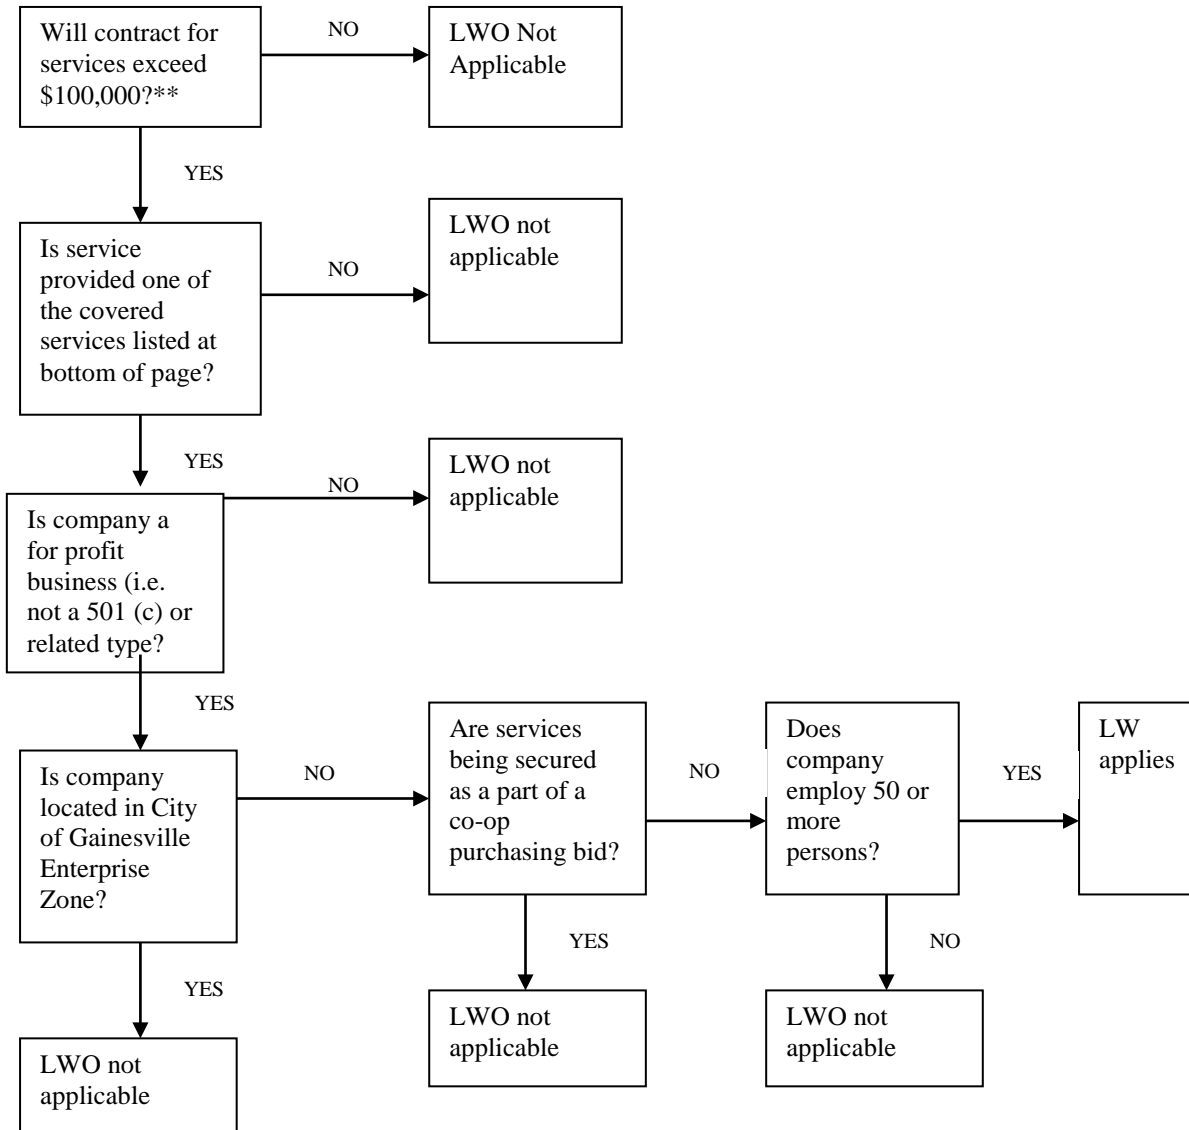 Will contract for
services exceed
$100,000?**
NO
LWO Not
Applicable
YES
Is service
provided one of
the covered
services listed at
bottom of page?
NO
LWO not
applicable
YES
Is company a
for profit
business (i.e.
not a 501 (c) or
related type?
NO
LWO not
applicable
YES
Is company
located in City
of Gainesville
Enterprise
Zone?
NO
Are services
being secured
as a part of a
co-op
purchasing bid?
NO
Does
company
employ 50 or
more
persons?
YES
LW
applies
YES
LWO not
applicable
YES
LWO not
applicable
NO
LWO not
applicable